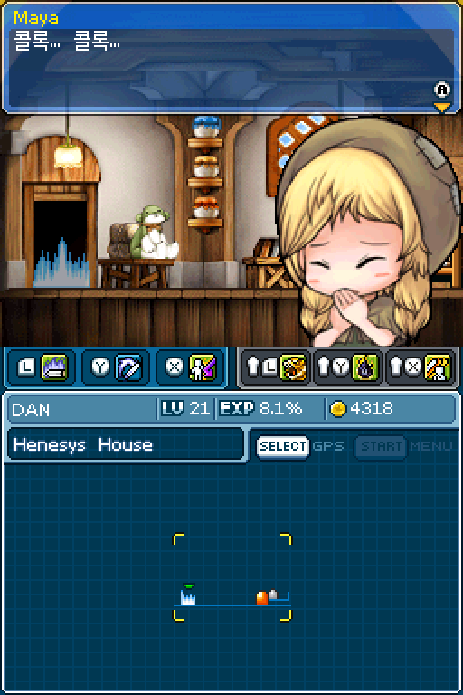 Maya
콜록... 콜록...
A
L
Y
X
L
Y
X
DAN
LV 21
EXP 8.1%
4318
Henesys House
SELECT GPS
START MENU